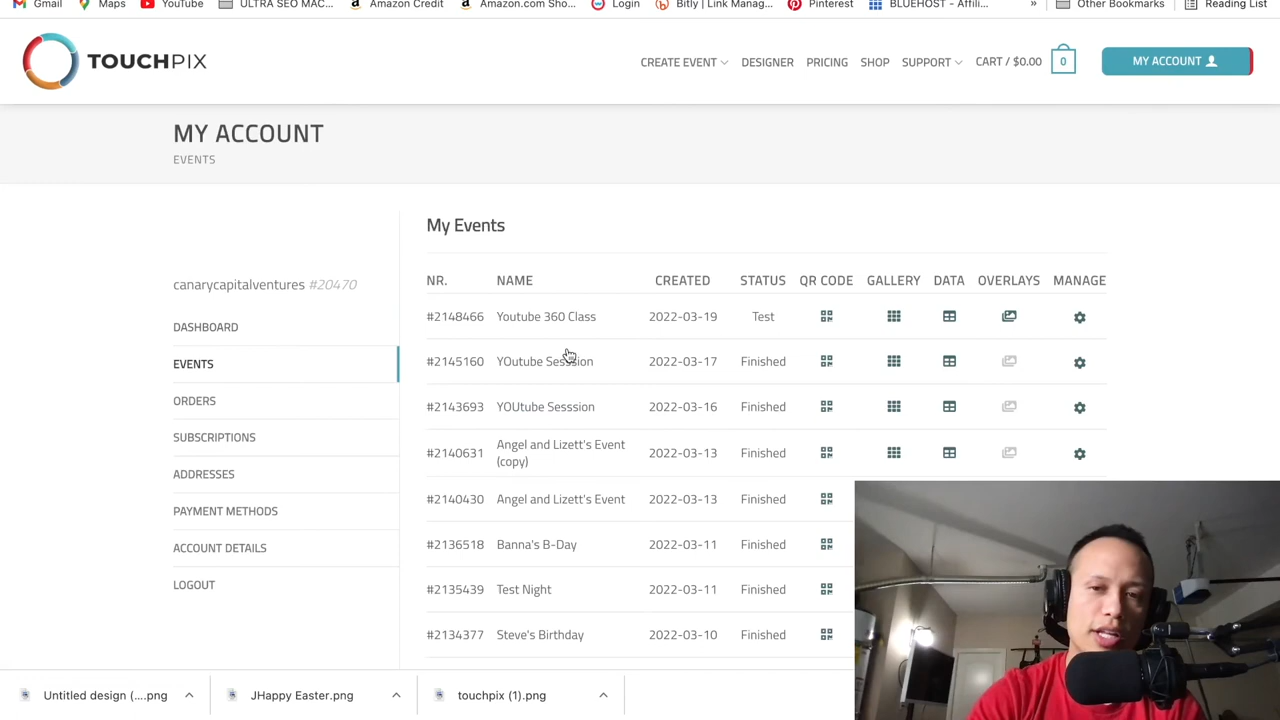 Gmail Maps YouTube ULTRA SEO MAC... Amazon Credit Amazon.com Sho... Login Bitly | Link Manag... Pinterest BLUEHOST - Affili... » Other Bookmarks Reading List
TOUCHPIX
CREATE EVENT DESIGNER PRICING SHOP SUPPORT CART / $0.00 0 MY ACCOUNT
MY ACCOUNT
EVENTS
My Events
canarycapitalventures #20470
DASHBOARD
EVENTS
ORDERS
SUBSCRIPTIONS
ADDRESSES
PAYMENT METHODS
ACCOUNT DETAILS
LOGOUT
NR. NAME CREATED STATUS QR CODE GALLERY DATA OVERLAYS MANAGE
#2148466 Youtube 360 Class 2022-03-19 Test
#2145160 YOutube Sesssion 2022-03-17 Finished
#2143693 YOUtube Sesssion 2022-03-16 Finished
#2140631 Angel and Lizett's Event (copy) 2022-03-13 Finished
#2140430 Angel and Lizett's Event 2022-03-13 Finished
#2136518 Banna's B-Day 2022-03-11 Finished
#2135439 Test Night 2022-03-11 Finished
#2134377 Steve's Birthday 2022-03-10 Finished
Untitled design (....png JHappy Easter.png touchpix (1).png